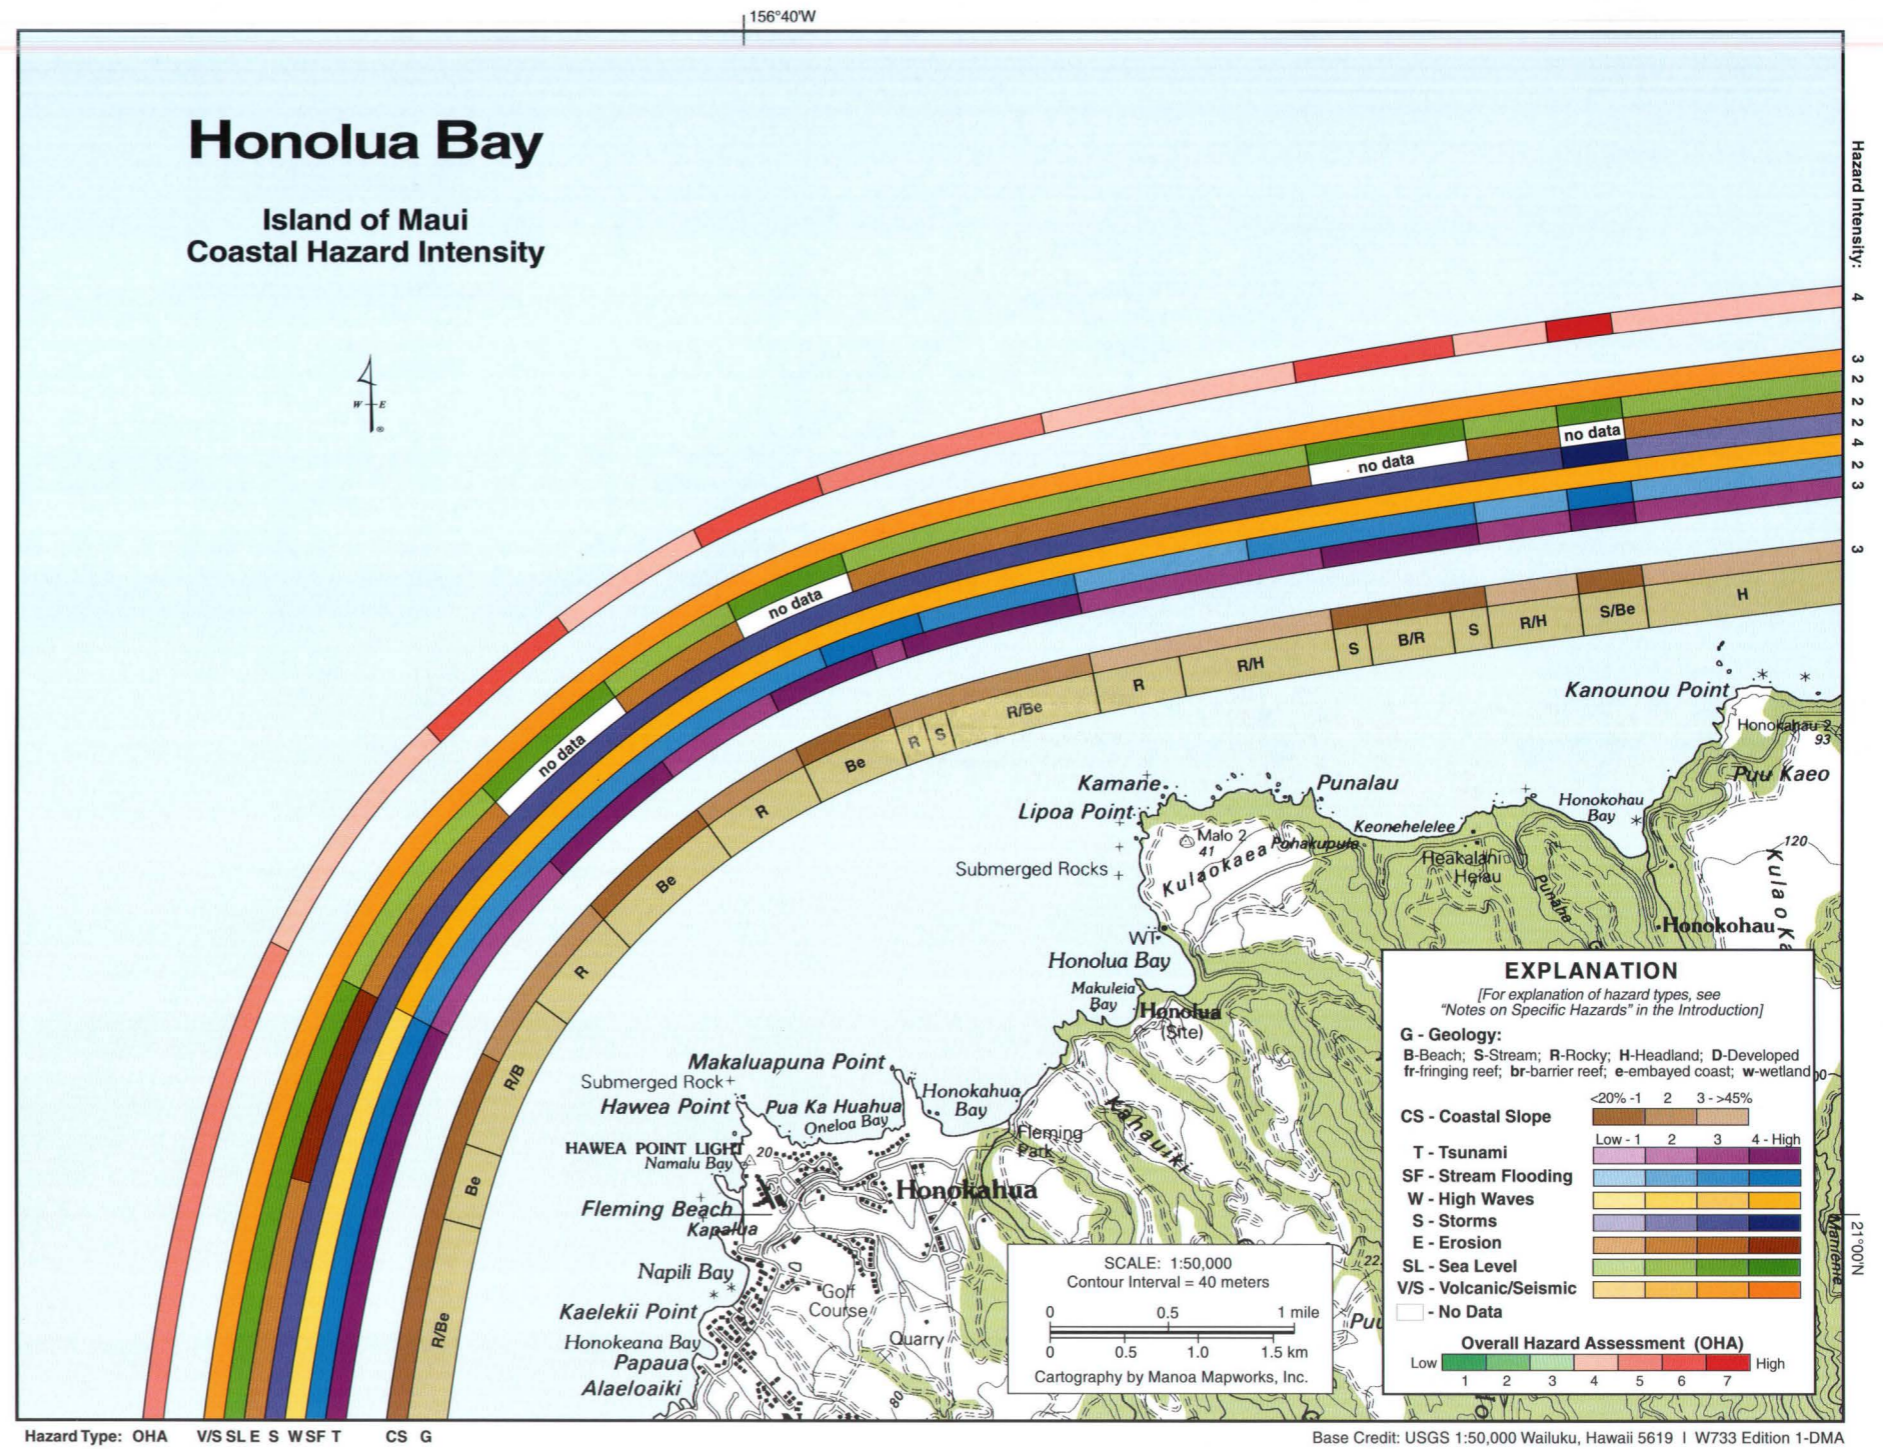 156°40'W
Honolua Bay
Island of Maui
Coastal Hazard Intensity
W E
Hazard Intensity:
4
3
2
2
2
4
2
3
3
no data
no data
no data
no data
H
S/Be
R/H
S
B/R
S
R/H
R
R/Be
S
R
Be
R
Be
R
R/B
Be
R/Be
Kanounou Point
Honokahau 2
93
Puu Kaeo
Kamane
Punalau
Lipoa Point
Honokohau
Bay
Keonehelelee
Malo 2
41
Pohakupule
120
Submerged Rocks
Kulaokaea
Heakalani
Heiau
Punaha
Honokohau
WT
Honolua Bay
Makuleia
Bay
Honolua
(Site)
Makaluapuna Point
Submerged Rock
Hawea Point
Pua Ka Huahua
Oneloa Bay
Honokahua
Bay
HAWEA POINT LIGHT
20
Namalu Bay
Fleming
Park
Kahauiki
Honokahua
Fleming Beach
Kapalua
Napili Bay
Golf
Course
Kaelekii Point
Quarry
Honokeana Bay
Papaua
Alaeloaiki
80
SCALE: 1:50,000
Contour Interval = 40 meters
0 0.5 1 mile
0 0.5 1.0 1.5 km
Cartography by Manoa Mapworks, Inc.
EXPLANATION
[For explanation of hazard types, see
“Notes on Specific Hazards” in the Introduction]
G - Geology:
B-Beach; S-Stream; R-Rocky; H-Headland; D-Developed
fr-fringing reef; br-barrier reef; e-embayed coast; w-wetland
<20% -1 2 3 - >45%
CS - Coastal Slope
Low - 1 2 3 4 - High
T - Tsunami
SF - Stream Flooding
W - High Waves
S - Storms
E - Erosion
SL - Sea Level
V/S - Volcanic/Seismic
- No Data
Overall Hazard Assessment (OHA)
Low High
1 2 3 4 5 6 7
21°00'N
Hazard Type: OHA V/S SL E S W SF T CS G
Base Credit: USGS 1:50,000 Wailuku, Hawaii 5619 I W733 Edition 1-DMA